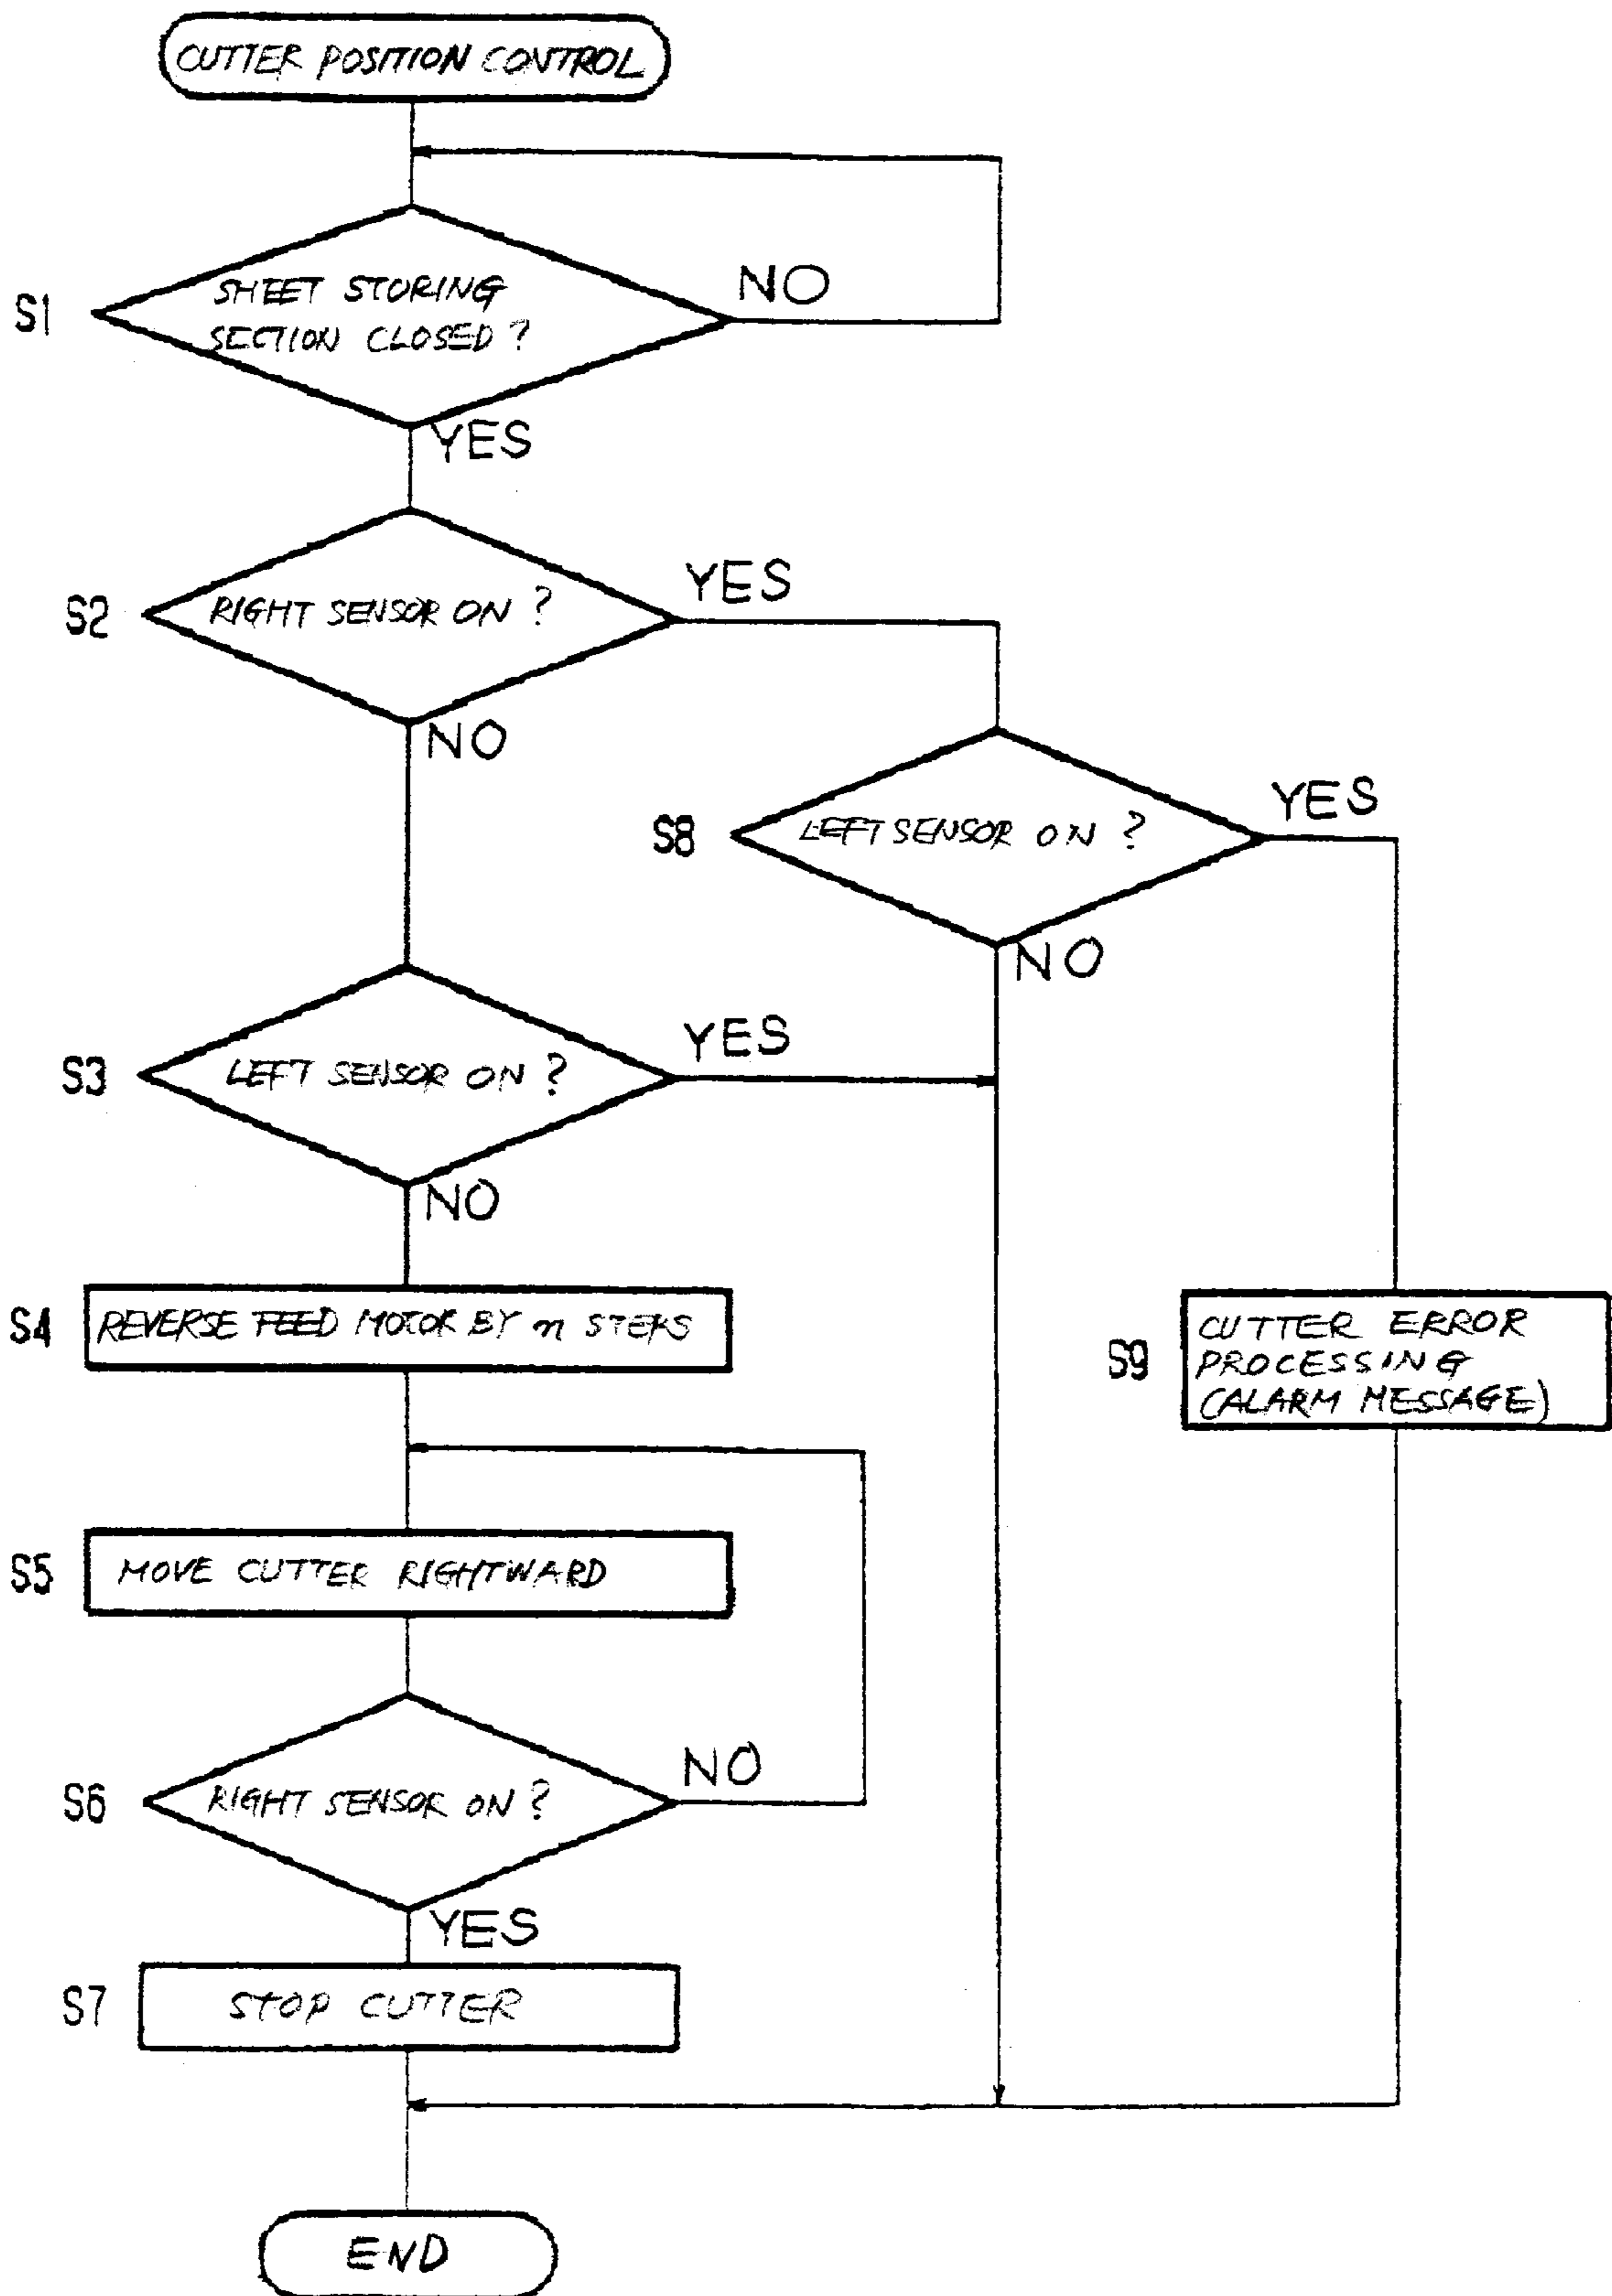 CUTTER POSITION CONTROL
S1
SHEET STORING
SECTION CLOSED ?
NO
YES
S2
RIGHT SENSOR ON ?
YES
NO
S8
LEFT SENSOR ON ?
YES
NO
S3
LEFT SENSOR ON ?
YES
NO
S4
REVERSE FEED MOTOR BY n STEPS
S9
CUTTER ERROR
PROCESSING
(ALARM MESSAGE)
S5
MOVE CUTTER RIGHTWARD
S6
RIGHT SENSOR ON ?
NO
YES
S7
STOP CUTTER
END